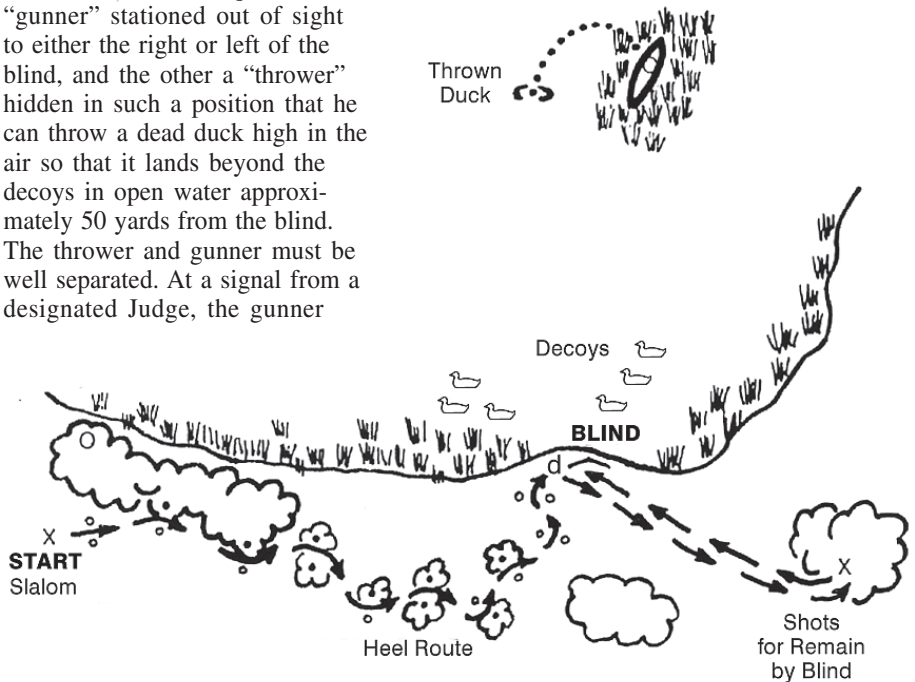 “gunner” stationed out of sight
to either the right or left of the
blind, and the other a “thrower”
hidden in such a position that he
can throw a dead duck high in the
air so that it lands beyond the
decoys in open water approxi-
mately 50 yards from the blind.
The thrower and gunner must be
well separated. At a signal from a
designated Judge, the gunner
Thrown
Duck
Decoys
BLIND
d
X
START
Slalom
Heel Route
X
Shots
for Remain
by Blind